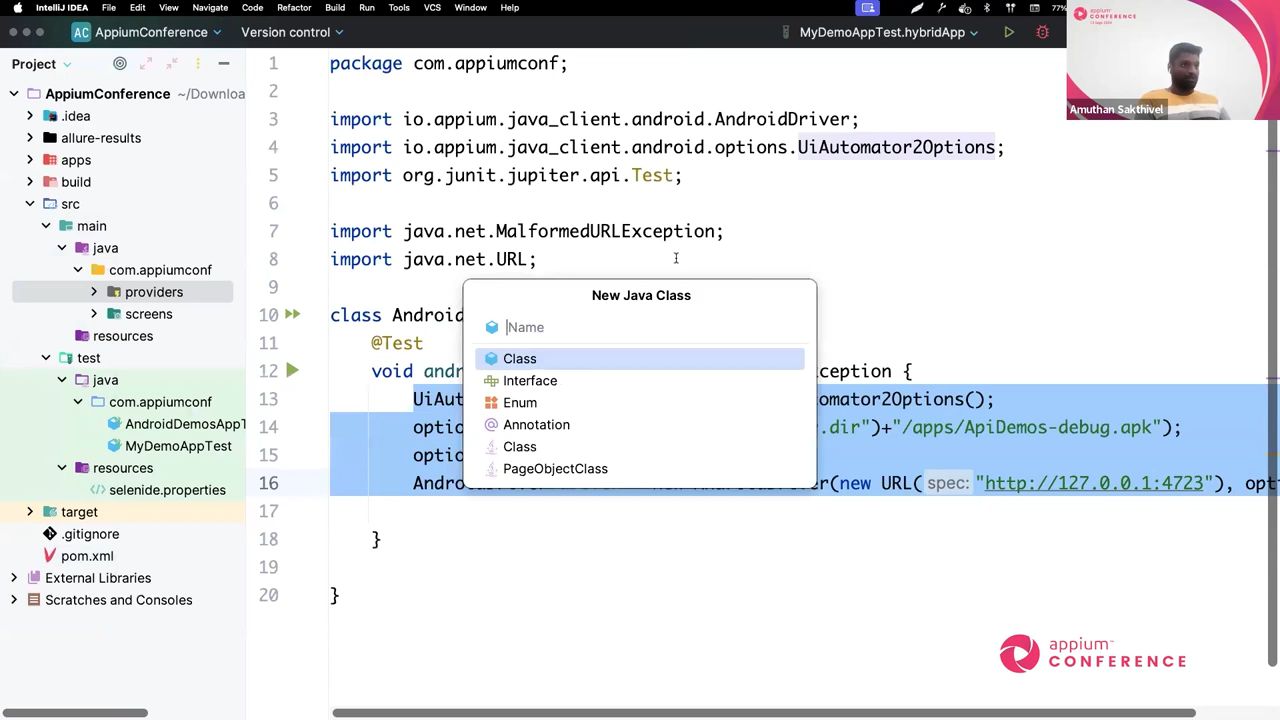 IntelliJ IDEA File Edit View Navigate Code Refactor Build Run Tools VCS Window Help 77%
AC AppiumConference Version control MyDemoAppTest.hybridApp
appium CONFERENCE
Amuthan Sakthivel
Project
AppiumConference ~/Downloa
.idea
allure-results
apps
build
src
main
java
com.appiumconf
providers
screens
resources
test
java
com.appiumconf
AndroidDemosAppT
MyDemoAppTest
resources
selenide.properties
target
.gitignore
pom.xml
External Libraries
Scratches and Consoles
1 package com.appiumconf;
2
3 import io.appium.java_client.android.AndroidDriver;
4 import io.appium.java_client.android.options.UiAutomator2Options;
5 import org.junit.jupiter.api.Test;
6
7 import java.net.MalformedURLException;
8 import java.net.URL;
9
10 class Android
11 @Test
12 void andr ception {
13 UiAut omator2Options();
14 optio r.dir")+"/apps/ApiDemos-debug.apk");
15 optio
16 Andro (new URL( spec: "http://127.0.0.1:4723"), opti
17
18 }
19
20 }
New Java Class
Name
Class
Interface
Enum
Annotation
Class
PageObjectClass
appium™
CONFERENCE